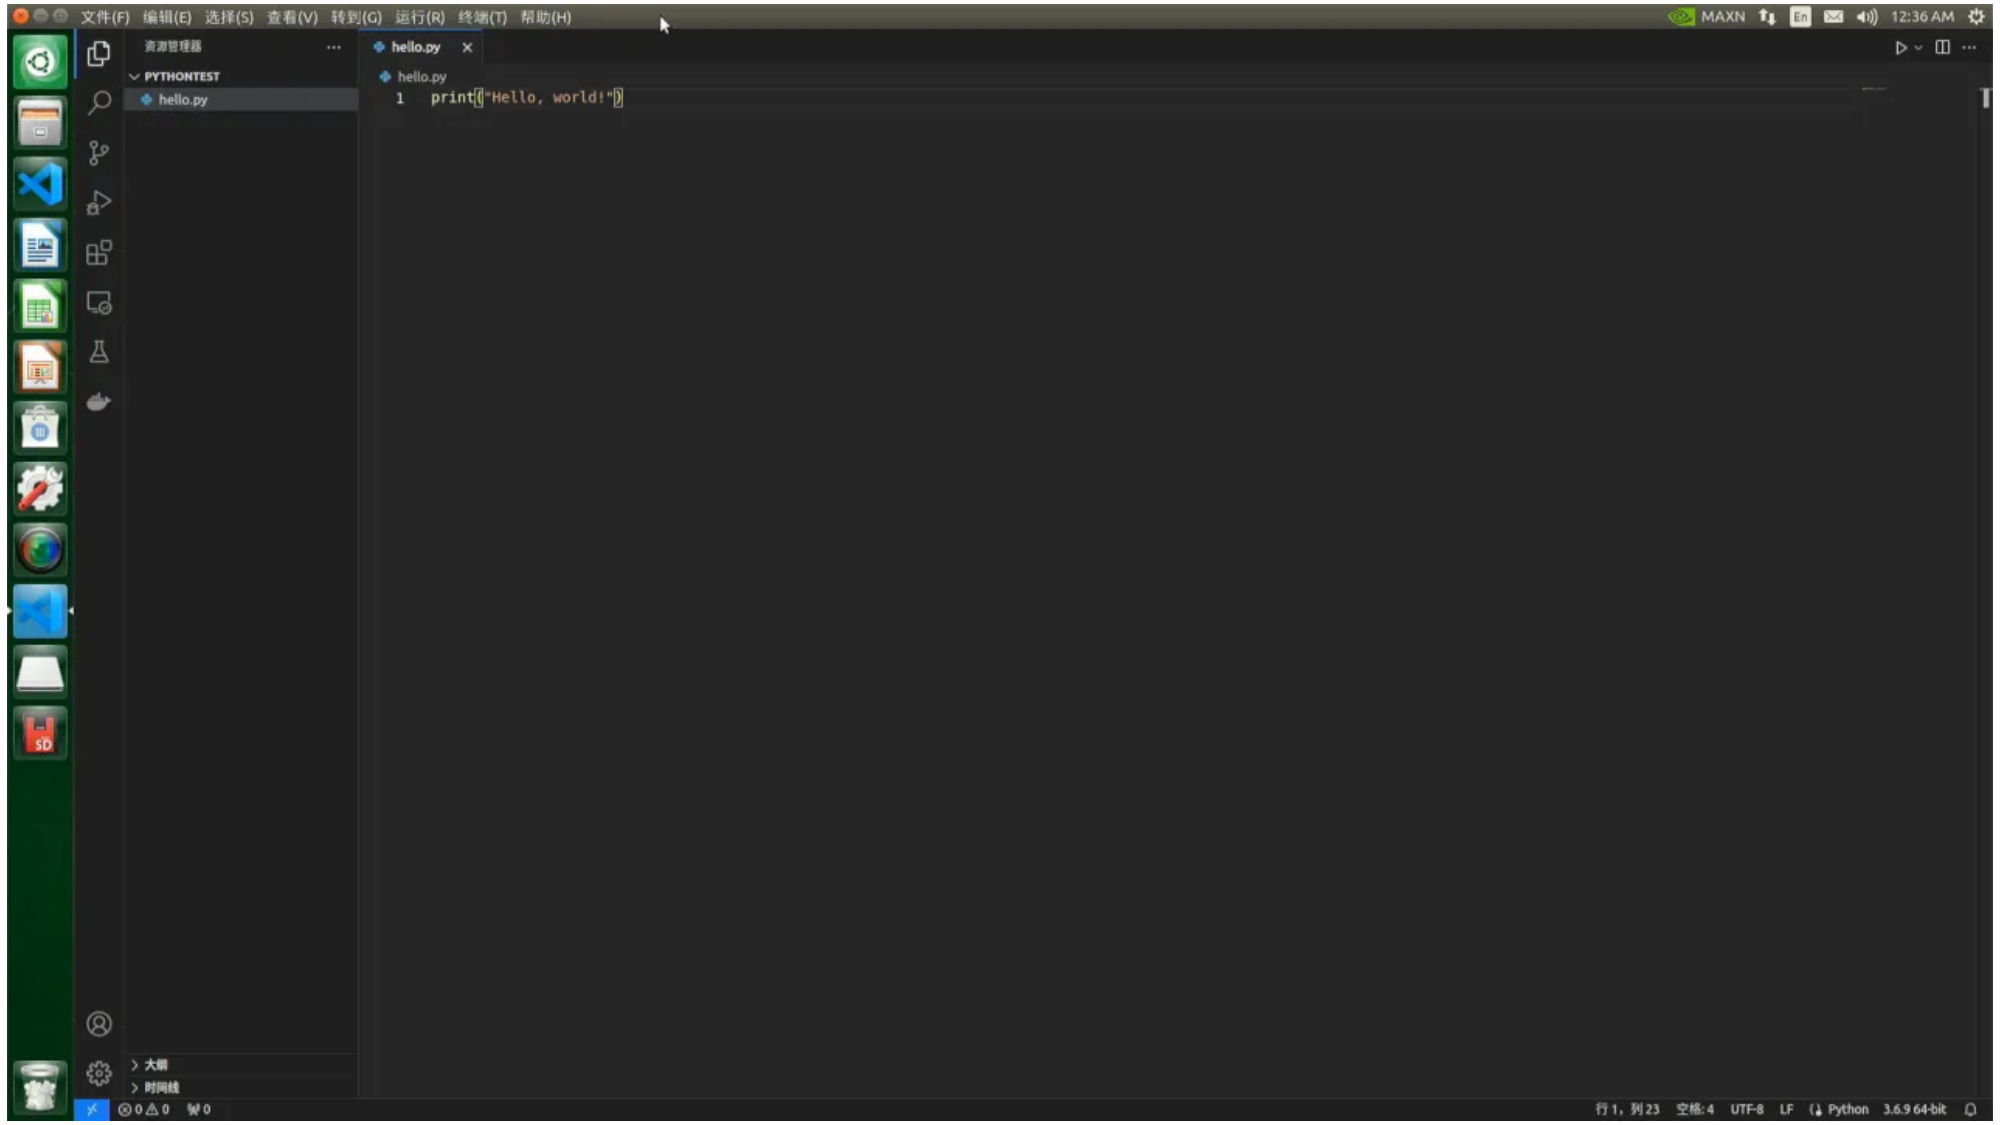 文件(F) 编辑(E) 选择(S) 查看(V) 转到(G) 运行(R) 终端(T) 帮助(H)
MAXN En 12:36 AM
资源管理器 ···
hello.py
PYTHONTEST
hello.py
hello.py
1 print("Hello, world!")
SD
大纲
时间线
0 0 0
行 1，列 23 空格: 4 UTF-8 LF Python 3.6.9 64-bit